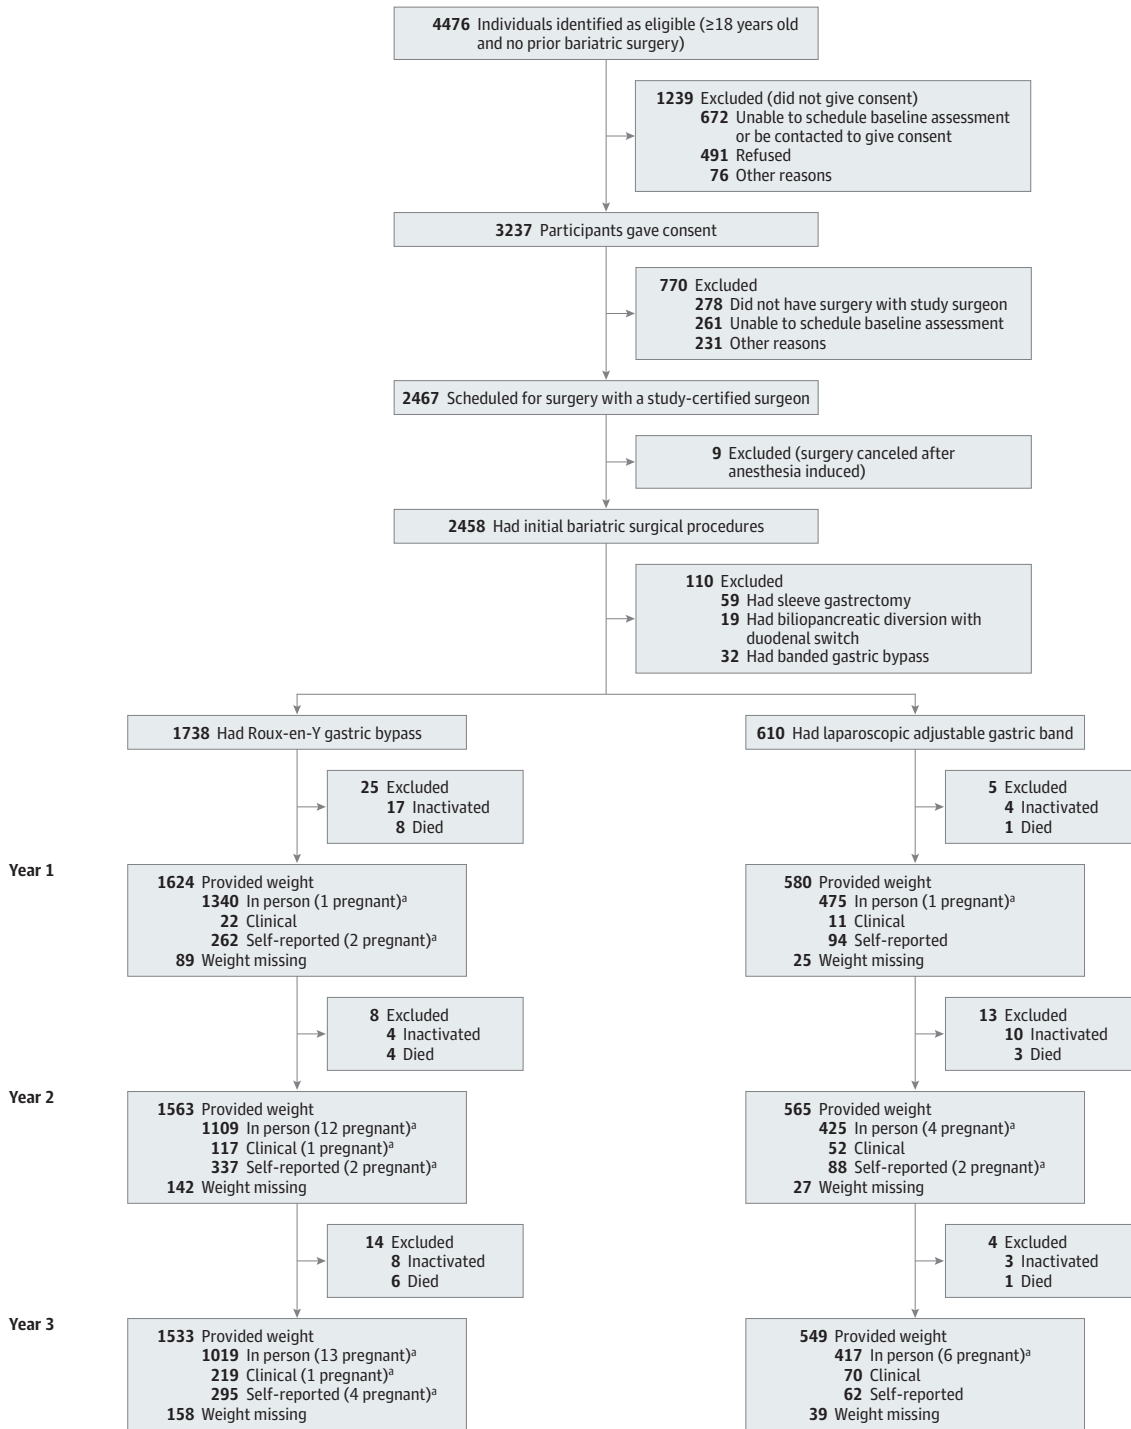 4476 Individuals identified as eligible (≥18 years old
and no prior bariatric surgery)
1239 Excluded (did not give consent)
672 Unable to schedule baseline assessment
or be contacted to give consent
491 Refused
76 Other reasons
3237 Participants gave consent
770 Excluded
278 Did not have surgery with study surgeon
261 Unable to schedule baseline assessment
231 Other reasons
2467 Scheduled for surgery with a study-certified surgeon
9 Excluded (surgery canceled after
anesthesia induced)
2458 Had initial bariatric surgical procedures
110 Excluded
59 Had sleeve gastrectomy
19 Had biliopancreatic diversion with
duodenal switch
32 Had banded gastric bypass
1738 Had Roux-en-Y gastric bypass
610 Had laparoscopic adjustable gastric band
25 Excluded
17 Inactivated
8 Died
5 Excluded
4 Inactivated
1 Died
Year 1
1624 Provided weight
1340 In person (1 pregnant)a
22 Clinical
262 Self-reported (2 pregnant)a
89 Weight missing
580 Provided weight
475 In person (1 pregnant)a
11 Clinical
94 Self-reported
25 Weight missing
8 Excluded
4 Inactivated
4 Died
13 Excluded
10 Inactivated
3 Died
Year 2
1563 Provided weight
1109 In person (12 pregnant)a
117 Clinical (1 pregnant)a
337 Self-reported (2 pregnant)a
142 Weight missing
565 Provided weight
425 In person (4 pregnant)a
52 Clinical
88 Self-reported (2 pregnant)a
27 Weight missing
14 Excluded
8 Inactivated
6 Died
4 Excluded
3 Inactivated
1 Died
Year 3
1533 Provided weight
1019 In person (13 pregnant)a
219 Clinical (1 pregnant)a
295 Self-reported (4 pregnant)a
158 Weight missing
549 Provided weight
417 In person (6 pregnant)a
70 Clinical
62 Self-reported
39 Weight missing